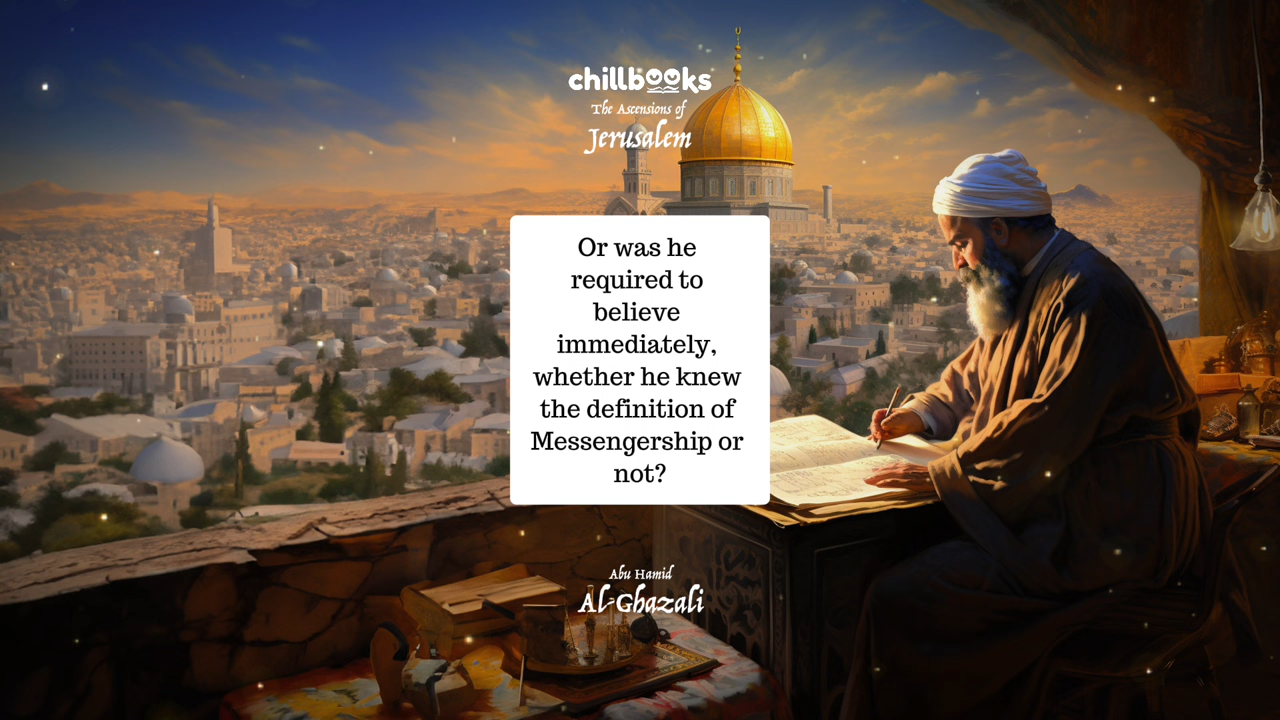 chillbooks
The Ascensions of
Jerusalem
Or was he
required to
believe
immediately,
whether he knew
the definition of
Messengership or
not?
Abu Hamid
Al-Ghazali